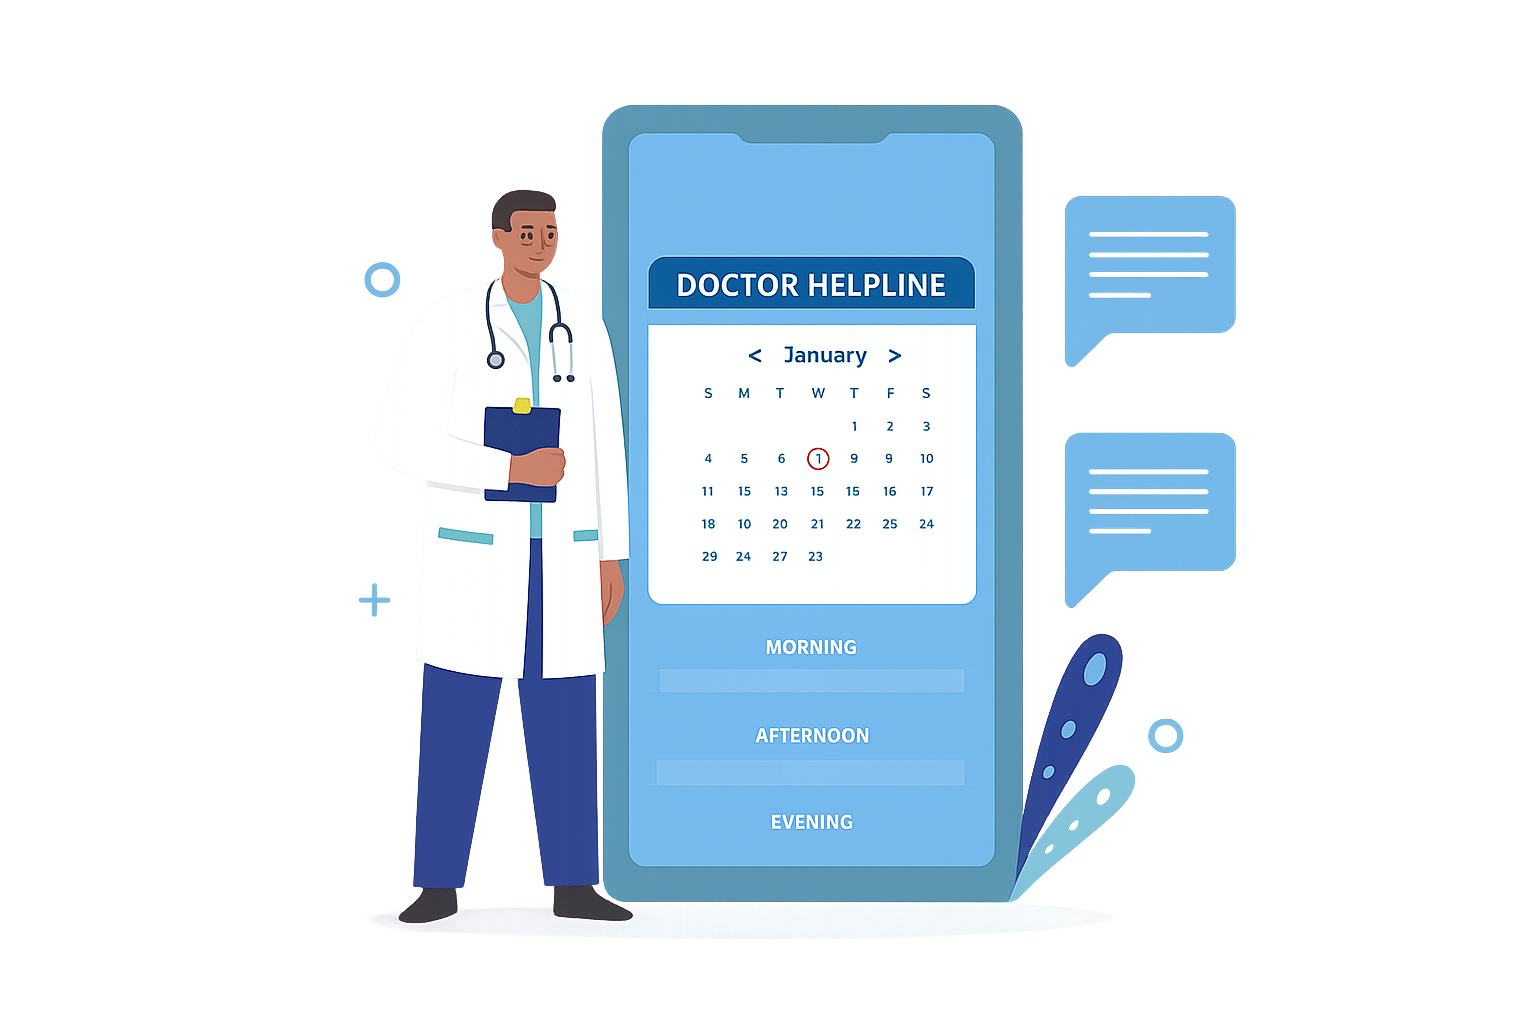 DOCTOR HELPLINE
< January >
S M T W T F S
1 2 3
4 5 6 1 9 9 10
11 15 13 15 15 16 17
18 10 20 21 22 25 24
29 24 27 23
MORNING
AFTERNOON
EVENING